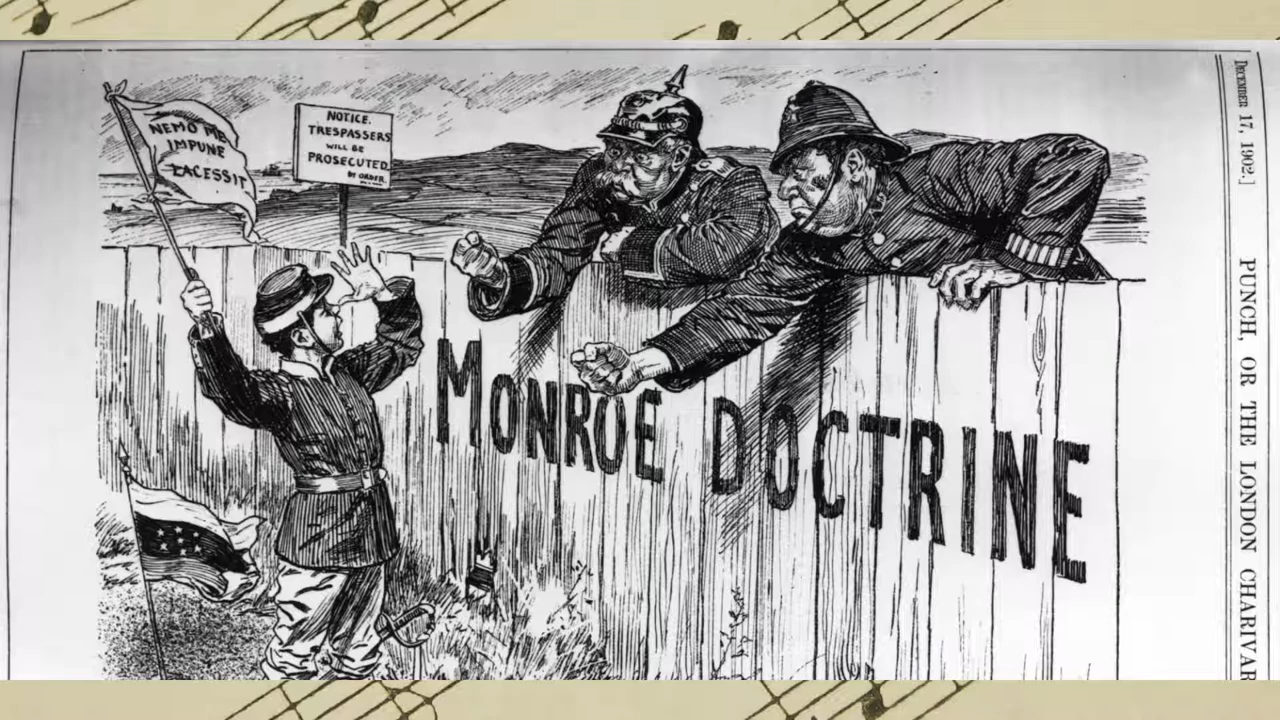 NEMO ME
IMPUNE
LACESSIT
NOTICE.
TRESPASSERS
WILL BE
PROSECUTED.
BY ORDER.
MONROE DOCTRINE
DECEMBER 17, 1902.]
PUNCH, OR THE LONDON CHARIVAR